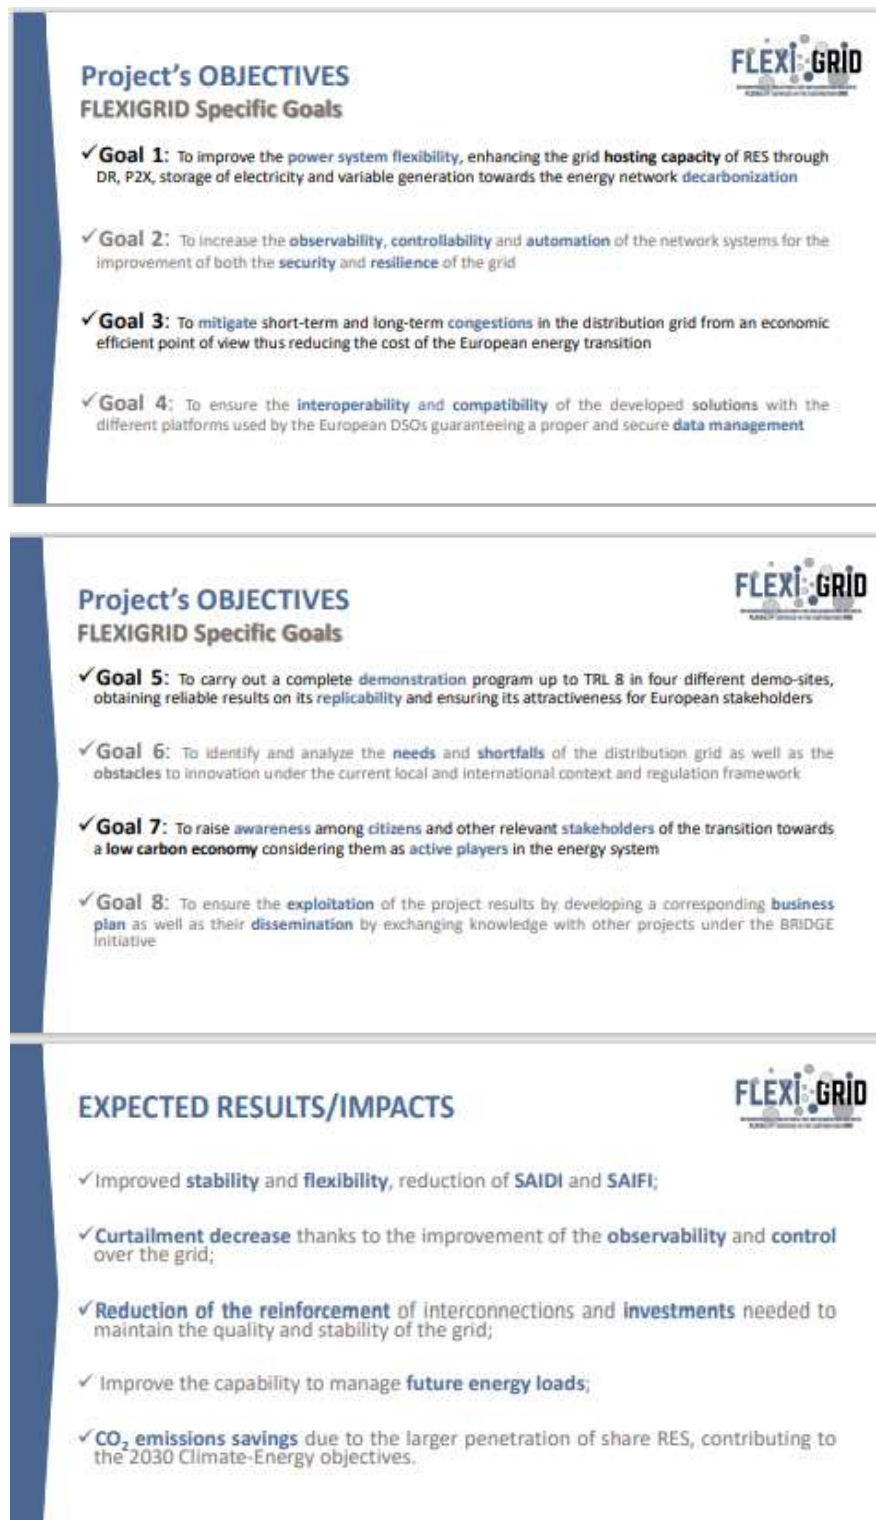 FLEXIGRID
Project's OBJECTIVES
FLEXIGRID Specific Goals
✓Goal 1: To improve the power system flexibility, enhancing the grid hosting capacity of RES through
DR, P2X, storage of electricity and variable generation towards the energy network decarbonization
✓Goal 2: To increase the observability, controllability and automation of the network systems for the
improvement of both the security and resilience of the grid
✓Goal 3: To mitigate short-term and long-term congestions in the distribution grid from an economic
efficient point of view thus reducing the cost of the European energy transition
✓Goal 4: To ensure the interoperability and compatibility of the developed solutions with the
different platforms used by the European DSOs guaranteeing a proper and secure data management
FLEXIGRID
Project's OBJECTIVES
FLEXIGRID Specific Goals
✓Goal 5: To carry out a complete demonstration program up to TRL 8 in four different demo-sites,
obtaining reliable results on its replicability and ensuring its attractiveness for European stakeholders
✓Goal 6: To identify and analyze the needs and shortfalls of the distribution grid as well as the
obstacles to innovation under the current local and international context and regulation framework
✓Goal 7: To raise awareness among citizens and other relevant stakeholders of the transition towards
a low carbon economy considering them as active players in the energy system
✓Goal 8: To ensure the exploitation of the project results by developing a corresponding business
plan as well as their dissemination by exchanging knowledge with other projects under the BRIDGE
Initiative
FLEXIGRID
EXPECTED RESULTS/IMPACTS
✓Improved stability and flexibility, reduction of SAIDI and SAIFI;
✓Curtailment decrease thanks to the improvement of the observability and control
over the grid;
✓Reduction of the reinforcement of interconnections and investments needed to
maintain the quality and stability of the grid;
✓ Improve the capability to manage future energy loads;
✓CO₂ emissions savings due to the larger penetration of share RES, contributing to
the 2030 Climate-Energy objectives.